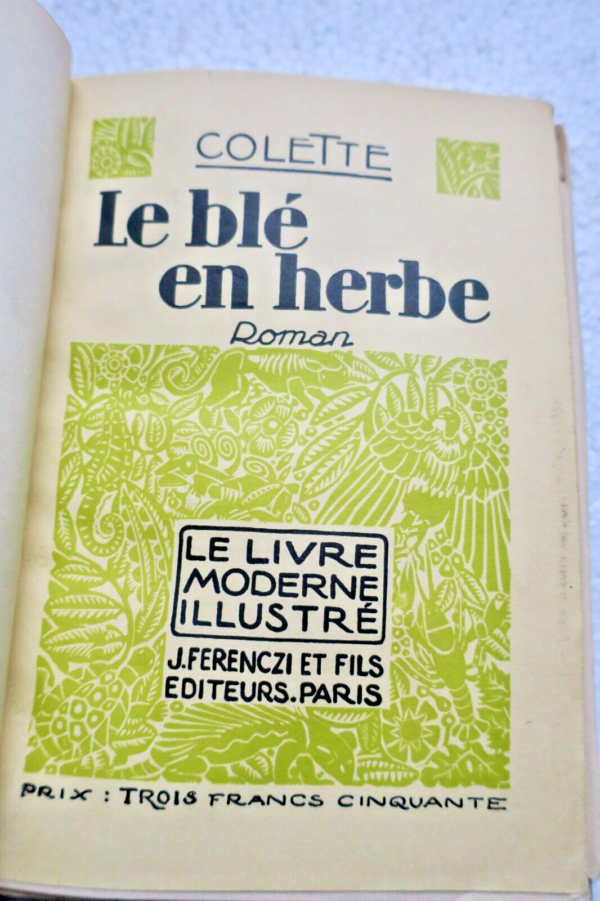 COLETTE
Le blé
en herbe
Roman
LE LIVRE
MODERNE
ILLUSTRÉ
J. FERENCZI ET FILS
EDITEURS. PARIS
PRIX : TROIS FRANCS CINQUANTE